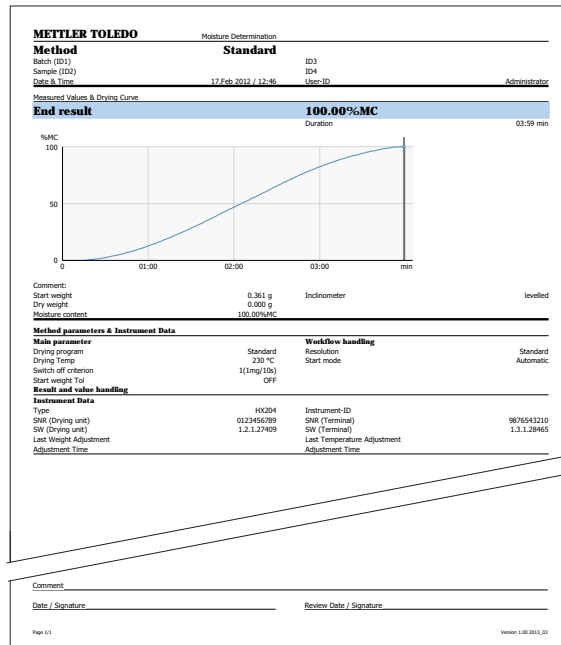 METTLER TOLEDO Moisture Determination
Method Standard
Batch (ID1) ID3
Sample (ID2) ID4
Date & Time 17.Feb 2012 / 12:46 User-ID Administrator
Measured Values & Drying Curve
End result 100.00%MC
Duration 03:59 min
%MC
100
50
0
0 01:00 02:00 03:00 min
Comment:
Start weight 0.361 g Inclinometer levelled
Dry weight 0.000 g
Moisture content 100.00%MC
Method parameters & Instrument Data
Main parameter Workflow handling
Drying program Standard Resolution Standard
Drying Temp 230 °C Start mode Automatic
Switch off criterion 1(1mg/10s)
Start weight Tol OFF
Result and value handling
Instrument Data
Type HX204 Instrument-ID
SNR (Drying unit) 0123456789 SNR (Terminal) 9876543210
SW (Drying unit) 1.2.1.27409 SW (Terminal) 1.3.1.28465
Last Weight Adjustment Last Temperature Adjustment
Adjustment Time Adjustment Time
Comment
Date / Signature Review Date / Signature
Page 1/1 Version 1.00 2012_03